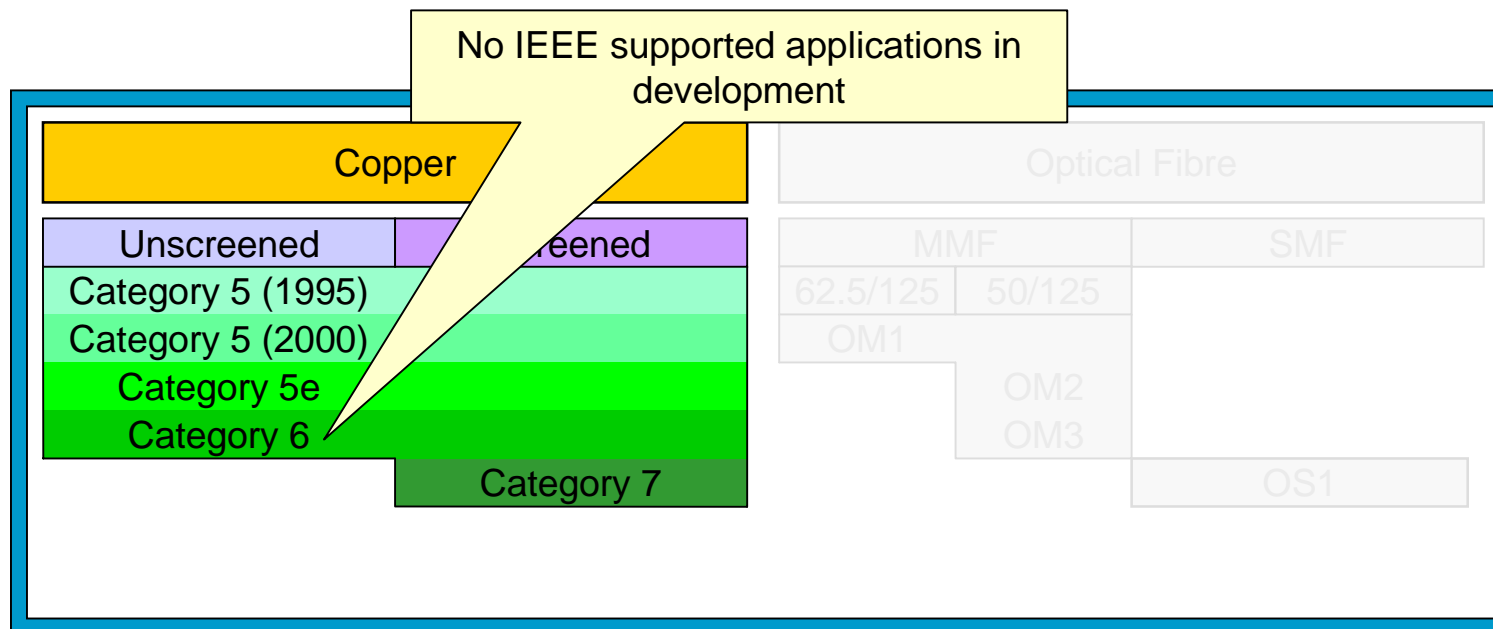 No IEEE supported applications in
development
Copper
Optical Fibre
Unscreened
reened
MMF
SMF
Category 5 (1995)
62.5/125
50/125
Category 5 (2000)
OM1
Category 5e
OM2
Category 6
OM3
Category 7
OS1